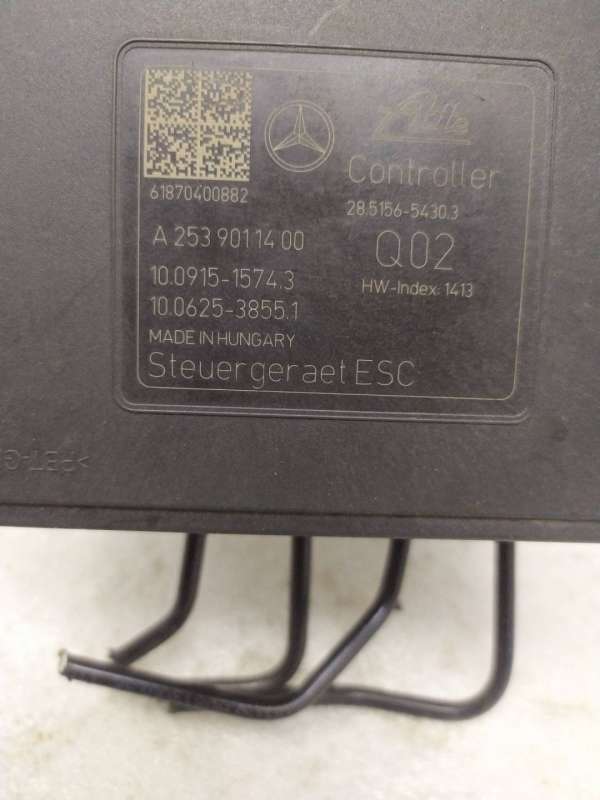 Ate
Controller
61870400882
28.5156-5430.3
A 253 901 14 00
Q02
10.0915-1574.3
HW-Index: 1413
10.0625-3855.1
MADE IN HUNGARY
Steuergeraet ESC